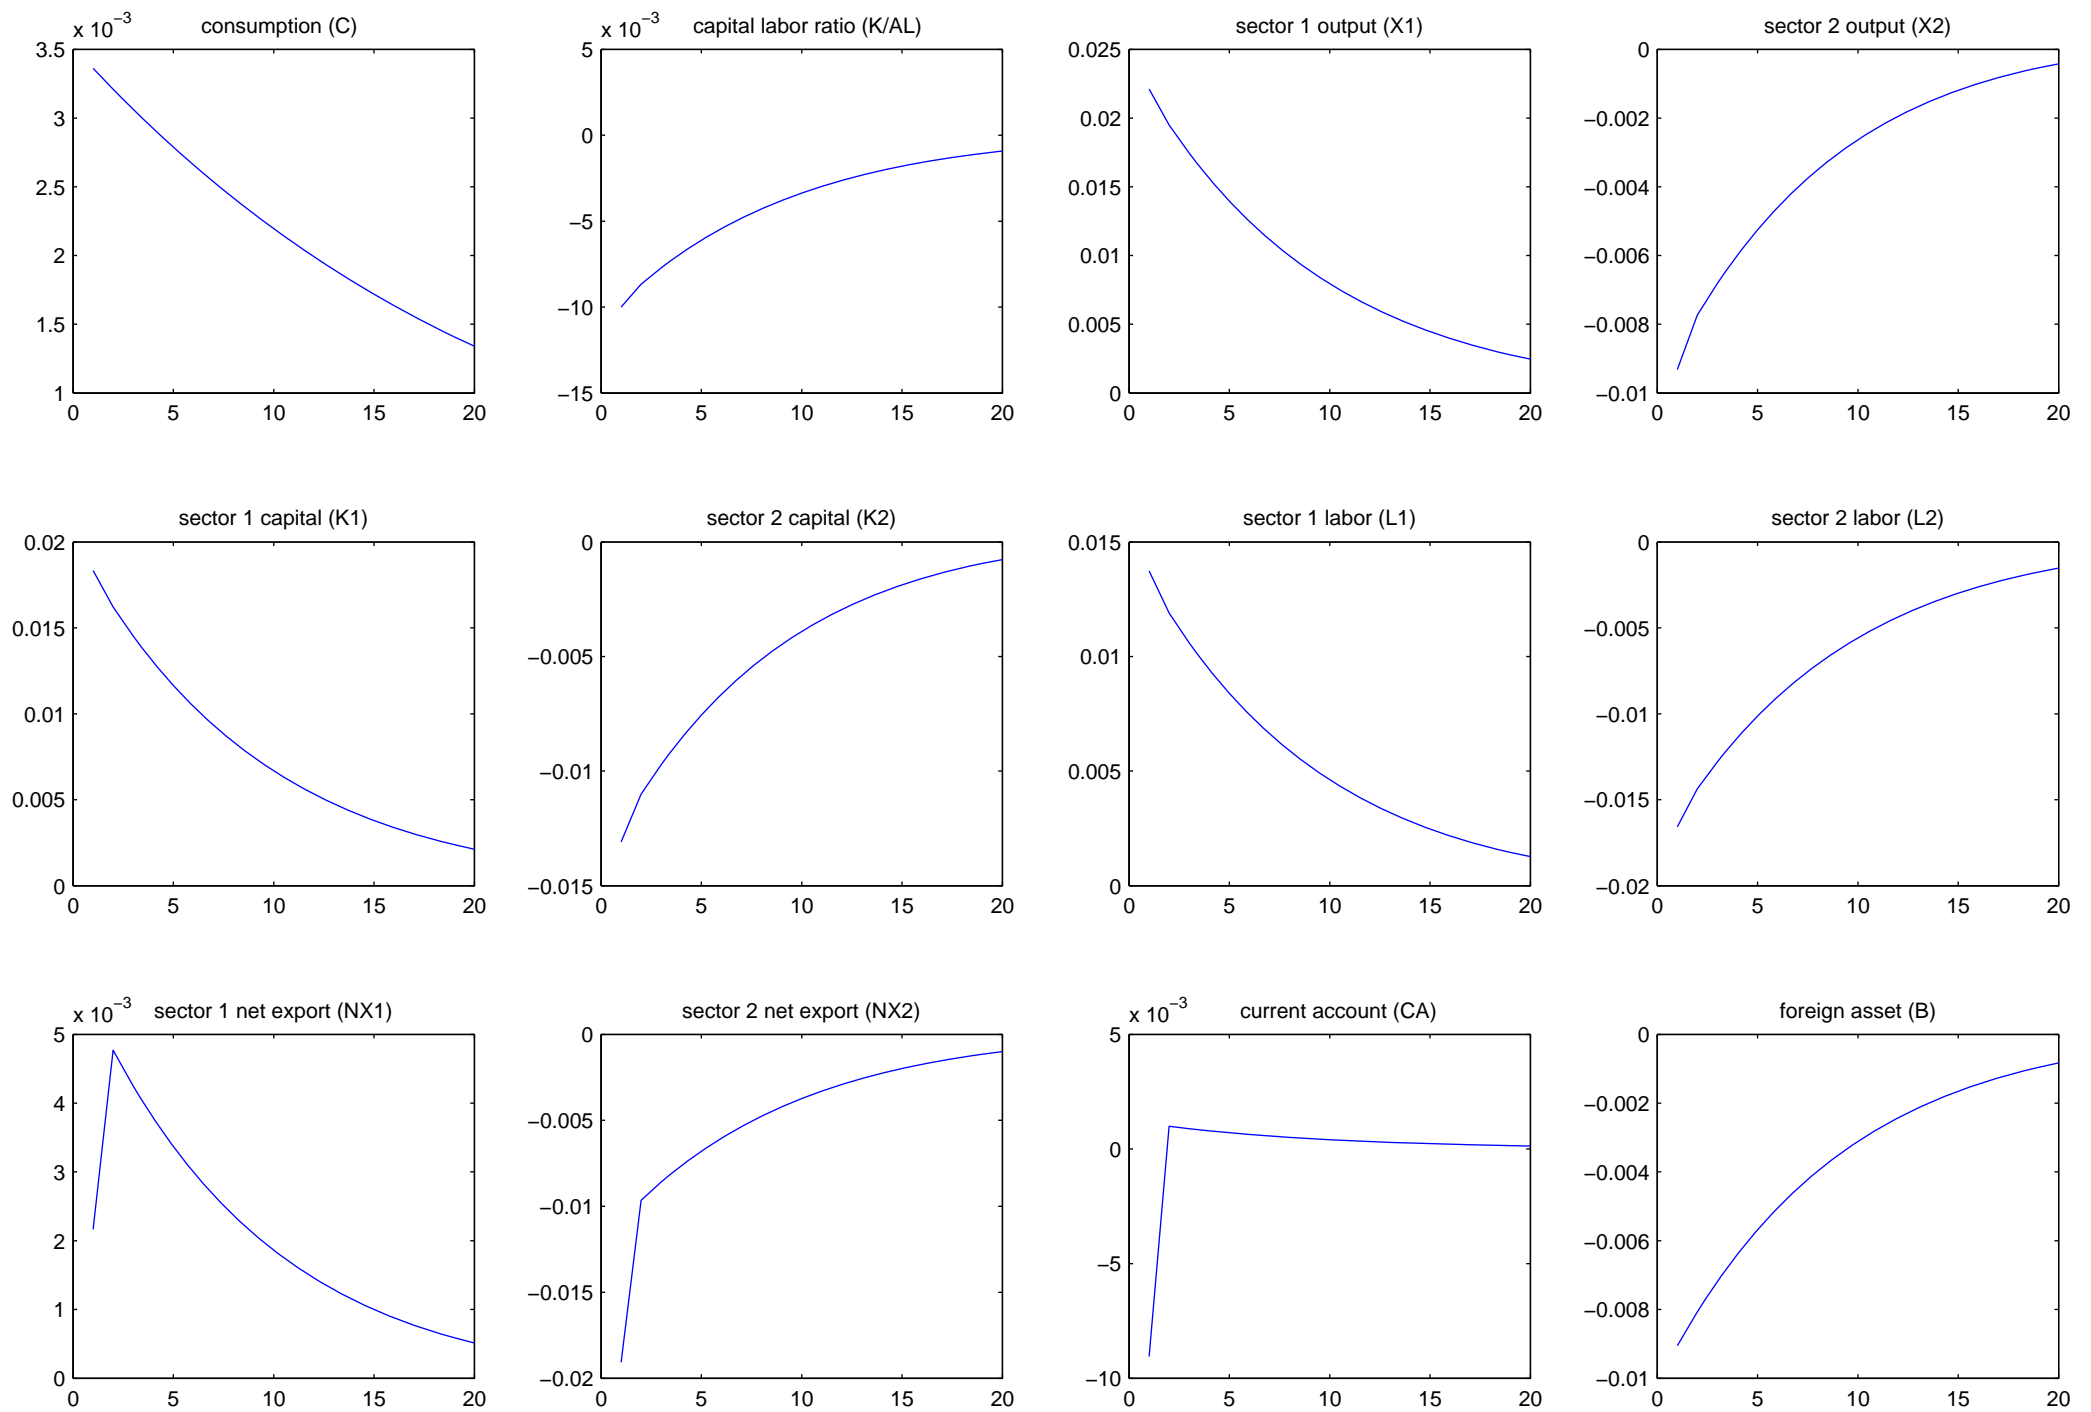 x 10−3
consumption (C)
3.5
3
2.5
2
1.5
1
0 5 10 15 20
x 10−3
capital labor ratio (K/AL)
5
0
−5
−10
−15
0 5 10 15 20
sector 1 output (X1)
0.025
0.02
0.015
0.01
0.005
0
0 5 10 15 20
sector 2 output (X2)
0
−0.002
−0.004
−0.006
−0.008
−0.01
0 5 10 15 20
sector 1 capital (K1)
0.02
0.015
0.01
0.005
0
0 5 10 15 20
sector 2 capital (K2)
0
−0.005
−0.01
−0.015
0 5 10 15 20
sector 1 labor (L1)
0.015
0.01
0.005
0
0 5 10 15 20
sector 2 labor (L2)
0
−0.005
−0.01
−0.015
−0.02
0 5 10 15 20
x 10−3
sector 1 net export (NX1)
5
4
3
2
1
0
0 5 10 15 20
sector 2 net export (NX2)
0
−0.005
−0.01
−0.015
−0.02
0 5 10 15 20
x 10−3
current account (CA)
5
0
−5
−10
0 5 10 15 20
foreign asset (B)
0
−0.002
−0.004
−0.006
−0.008
−0.01
0 5 10 15 20